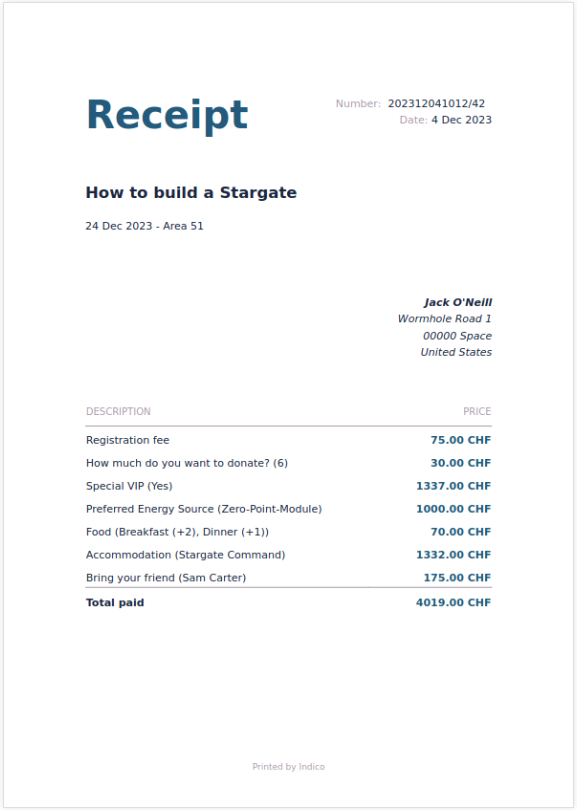 Receipt
Number: 202312041012/42
Date: 4 Dec 2023
How to build a Stargate
24 Dec 2023 - Area 51
Jack O'Neill
Wormhole Road 1
00000 Space
United States
DESCRIPTION PRICE
Registration fee 75.00 CHF
How much do you want to donate? (6) 30.00 CHF
Special VIP (Yes) 1337.00 CHF
Preferred Energy Source (Zero-Point-Module) 1000.00 CHF
Food (Breakfast (+2), Dinner (+1)) 70.00 CHF
Accommodation (Stargate Command) 1332.00 CHF
Bring your friend (Sam Carter) 175.00 CHF
Total paid 4019.00 CHF
Printed by Indico